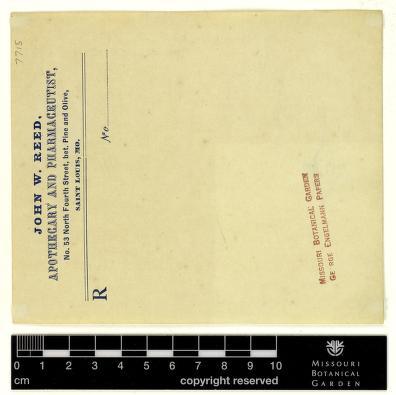 7715
JOHN W. REED,
APOTHECARY AND PHARMACEUTIST,
No. 53 North Fourth Street, bet. Pine and Olive,
SAINT LOUIS, MO.
No
R
MISSOURI BOTANICAL GARDEN
GEORGE ENGELMANN PAPERS
0 1 2 3 4 5 6 7 8 9 10
cm
copyright reserved
MISSOURI
BOTANICAL
GARDEN